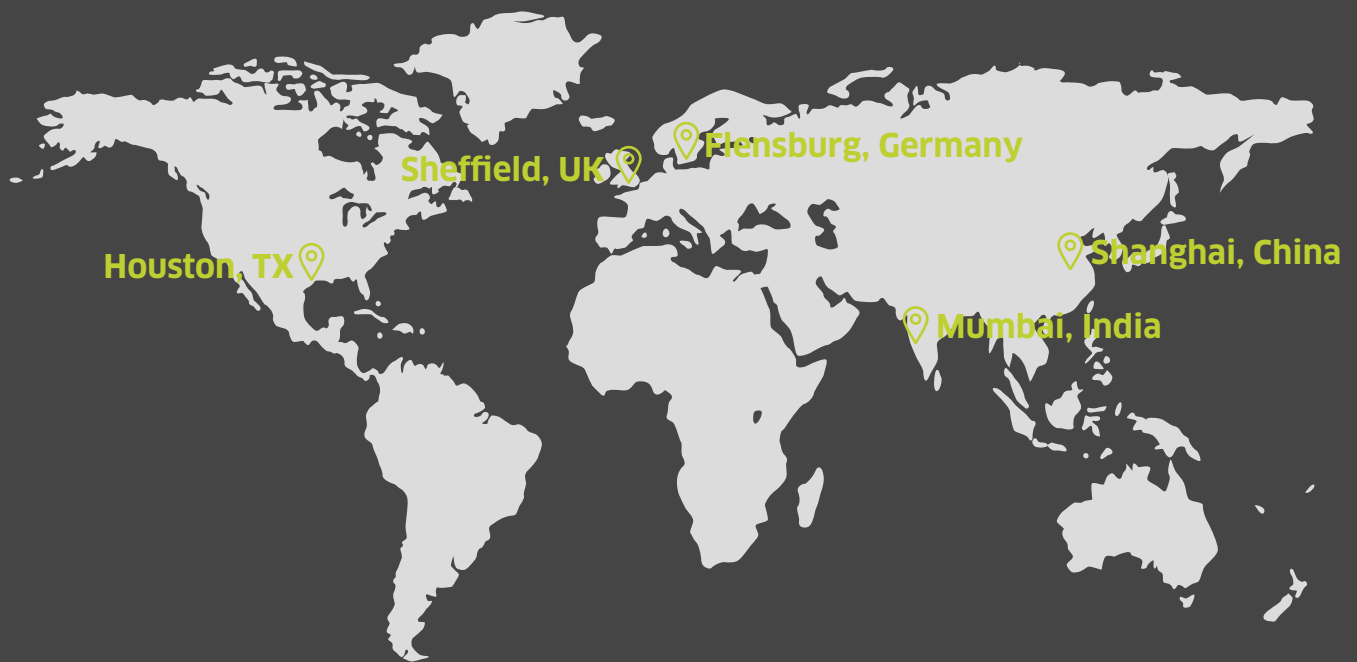 Flensburg, Germany
Sheffield, UK
Houston, TX
Shanghai, China
Mumbai, India